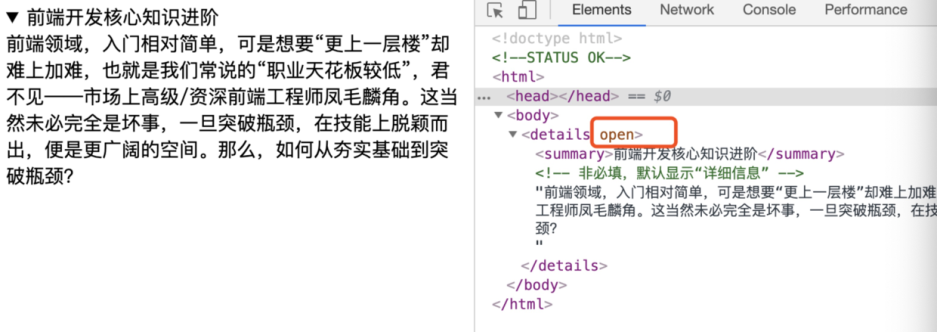 ▼ 前端开发核心知识进阶
前端领域，入门相对简单，可是想要“更上一层楼”却
难上加难，也就是我们常说的“职业天花板较低”，君
不见——市场上高级/资深前端工程师凤毛麟角。这当
然未必完全是坏事，一旦突破瓶颈，在技能上脱颖而
出，便是更广阔的空间。那么，如何从夯实基础到突
破瓶颈？
Elements Network Console Performance
<!doctype html>
<!--STATUS OK-->
<html>
… <head></head> == $0
▼<body>
▼<details open>
<summary>前端开发核心知识进阶</summary>
<!-- 非必填，默认显示“详细信息” -->
"前端领域，入门相对简单，可是想要“更上一层楼”却难上加难
工程师凤毛麟角。这当然未必完全是坏事，一旦突破瓶颈，在技
颈？
"
</details>
</body>
</html>